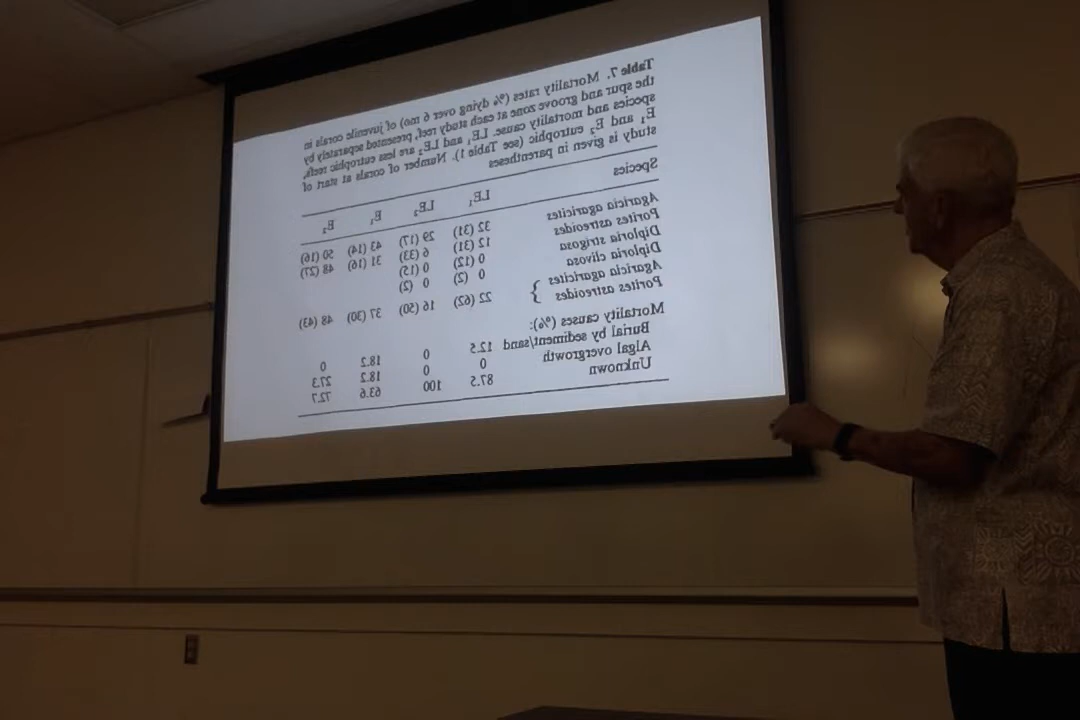 Table 7. Mortality rates (% dying over 6 mo) of juvenile corals in
the spur and groove zone at each study reef, presented separately by
species and mortality cause. LE₁ and LE₂ are less eutrophic reefs,
E₁ and E₂ eutrophic (see Table 1). Number of corals at start of
study is given in parentheses
Species LE₁ LE₂ E₁ E₂
Agaricia agaricites 32 (31) 29 (17) 43 (14) 50 (16)
Porites astreoides 12 (31) 6 (33) 31 (16) 48 (27)
Diploria strigosa 0 (12) 0 (15)
Diploria clivosa 0 (2) 0 (2)
Agaricia agaricites }
Porites astreoides 22 (62) 16 (50) 37 (30) 48 (43)
Mortality causes (%):
Burial by sediment/sand 12.5 0 18.2 0
Algal overgrowth 0 0 18.2 27.3
Unknown 87.5 100 63.6 72.7